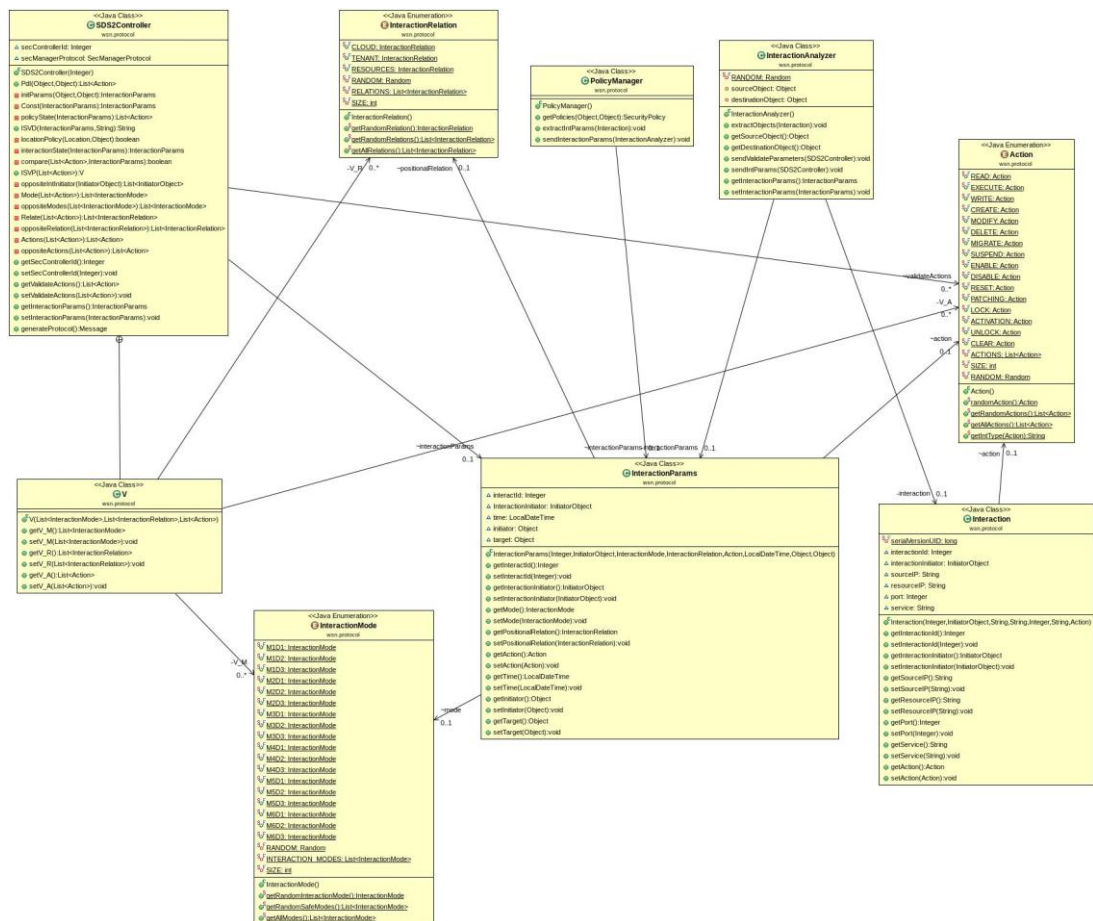 <<Java Class>>
SDS2Controller
wsn.protocol
secControllerId: Integer
secManagerProtocol: SecManagerProtocol
SDS2Controller(Integer)
Pdl(Object,Object):List<Action>
initParams(Object,Object):InteractionParams
Const(InteractionParams):InteractionParams
policyState(InteractionParams):List<Action>
ISVD(InteractionParams,String):String
locationPolicy(Location,Object):boolean
interactionState(InteractionParams):InteractionParams
compare(List<Action>,InteractionParams):boolean
ISVP(List<Action>):V
oppositeIntInitiator(InitiatorObject):List<InitiatorObject>
Mode(List<Action>):List<InteractionMode>
oppositeModes(List<InteractionMode>):List<InteractionMode>
Relate(List<Action>):List<InteractionRelation>
oppositeRelation(List<InteractionRelation>):List<InteractionRelation>
Actions(List<Action>):List<Action>
oppositeActions(List<Action>):List<Action>
getSecControllerId():Integer
setSecControllerId(Integer):void
getValidateActions():List<Action>
setValidateActions(List<Action>):void
getInteractionParams():InteractionParams
setInteractionParams(InteractionParams):void
generateProtocol():Message
<<Java Enumeration>>
InteractionRelation
wsn.protocol
CLOUD: InteractionRelation
TENANT: InteractionRelation
RESOURCES: InteractionRelation
RANDOM: Random
RELATIONS: List<InteractionRelation>
SIZE: int
InteractionRelation()
getRandomRelation():InteractionRelation
getRandomRelations():List<InteractionRelation>
getAllRelations():List<InteractionRelation>
-V_R 0..*
~positionalRelation 0..1
<<Java Class>>
PolicyManager
wsn.protocol
PolicyManager()
getPolicies(Object,Object):SecurityPolicy
extractIntParams(Interaction):void
sendInteractionParams(InteractionAnalyzer):void
<<Java Class>>
InteractionAnalyzer
wsn.protocol
RANDOM: Random
sourceObject: Object
destinationObject: Object
InteractionAnalyzer()
extractObjects(Interaction):void
getSourceObject():Object
getDestinationObject():Object
sendValidateParameters(SDS2Controller):void
sendIntParams(SDS2Controller):void
getInteractionParams():InteractionParams
setInteractionParams(InteractionParams):void
<<Java Enumeration>>
Action
wsn.protocol
READ: Action
EXECUTE: Action
WRITE: Action
CREATE: Action
MODIFY: Action
DELETE: Action
MIGRATE: Action
SUSPEND: Action
ENABLE: Action
DISABLE: Action
RESET: Action
PATCHING: Action
LOCK: Action
ACTIVATION: Action
UNLOCK: Action
CLEAR: Action
ACTIONS: List<Action>
SIZE: int
RANDOM: Random
Action()
randomAction():Action
getRandomActions():List<Action>
getAllActions():List<Action>
getIntType(Action):String
~validateActions
0..*
-V_A
0..*
~action
0..1
~action 0..1
~interactionParams
0..1
~interactionParams
0..1
0..1
-interaction 0..1
<<Java Class>>
V
wsn.protocol
V(List<InteractionMode>,List<InteractionRelation>,List<Action>)
getV_M():List<InteractionMode>
setV_M(List<InteractionMode>):void
getV_R():List<InteractionRelation>
setV_R(List<InteractionRelation>):void
getV_A():List<Action>
setV_A(List<Action>):void
-V_M
0..*
<<Java Class>>
InteractionParams
wsn.protocol
interactId: Integer
InteractionInitiator: InitiatorObject
time: LocalDateTime
initiator: Object
target: Object
InteractionParams(Integer,InitiatorObject,InteractionMode,InteractionRelation,Action,LocalDateTime,Object,Object)
getInteractId():Integer
setInteractId(Integer):void
getInteractionInitiator():InitiatorObject
setInteractionInitiator(InitiatorObject):void
getMode():InteractionMode
setMode(InteractionMode):void
getPositionalRelation():InteractionRelation
setPositionalRelation(InteractionRelation):void
getAction():Action
setAction(Action):void
getTime():LocalDateTime
setTime(LocalDateTime):void
getInitiator():Object
setInitiator(Object):void
getTarget():Object
setTarget(Object):void
~mode
0..1
<<Java Class>>
Interaction
wsn.protocol
serialVersionUID: long
interactionId: Integer
interactionInitiator: InitiatorObject
sourceIP: String
resourceIP: String
port: Integer
service: String
Interaction(Integer,InitiatorObject,String,String,Integer,String,Action)
getInteractionId():Integer
setInteractionId(Integer):void
getInteractionInitiator():InitiatorObject
setInteractionInitiator(InitiatorObject):void
getSourceIP():String
setSourceIP(String):void
getResourceIP():String
setResourceIP(String):void
getPort():Integer
setPort(Integer):void
getService():String
setService(String):void
getAction():Action
setAction(Action):void
<<Java Enumeration>>
InteractionMode
wsn.protocol
M1D1: InteractionMode
M1D2: InteractionMode
M1D3: InteractionMode
M2D1: InteractionMode
M2D2: InteractionMode
M2D3: InteractionMode
M3D1: InteractionMode
M3D2: InteractionMode
M3D3: InteractionMode
M4D1: InteractionMode
M4D2: InteractionMode
M4D3: InteractionMode
M5D1: InteractionMode
M5D2: InteractionMode
M5D3: InteractionMode
M6D1: InteractionMode
M6D2: InteractionMode
M6D3: InteractionMode
RANDOM: Random
INTERACTION_MODES: List<InteractionMode>
SIZE: int
InteractionMode()
getRandomInteractionMode():InteractionMode
getRandomSafeModes():List<InteractionMode>
getAllModes():List<InteractionMode>